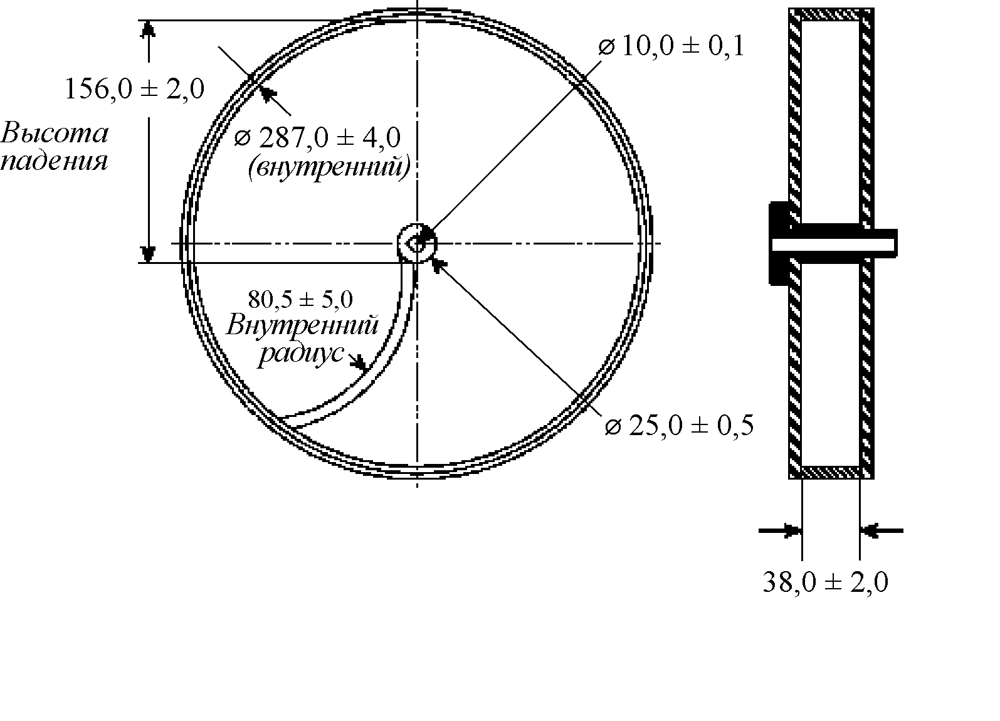 ⌀ 10,0 ± 0,1
156,0 ± 2,0
Высота
падения
⌀ 287,0 ± 4,0
(внутренний)
80,5 ± 5,0
Внутренний
радиус
⌀ 25,0 ± 0,5
38,0 ± 2,0